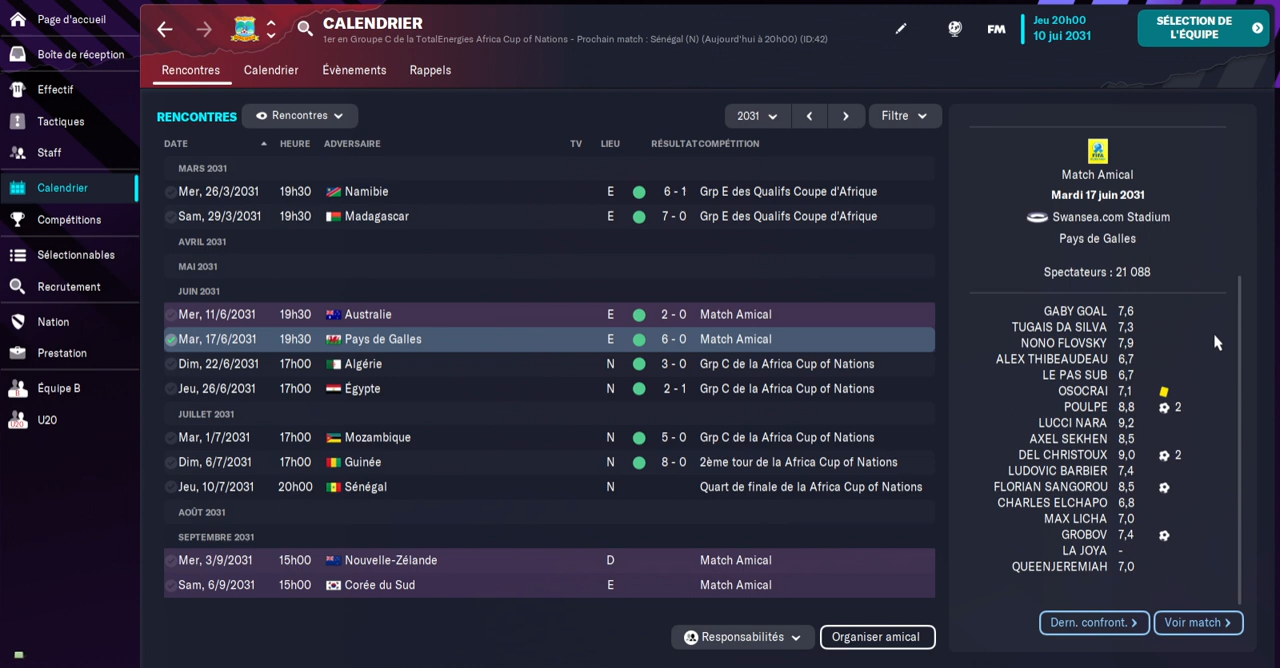 Page d'accueil
Boîte de réception
Effectif
Tactiques
Staff
Calendrier
Compétitions
Sélectionnables
Recrutement
Nation
Prestation
Équipe B
U20
CALENDRIER
1er en Groupe C de la TotalEnergies Africa Cup of Nations - Prochain match : Sénégal (N) (Aujourd'hui à 20h00) (ID:42)
FM
Jeu 20h00
10 jui 2031
SÉLECTION DE
L'ÉQUIPE
Rencontres Calendrier Évènements Rappels
RENCONTRES Rencontres 2031 Filtre
DATE HEURE ADVERSAIRE TV LIEU RÉSULTAT COMPÉTITION
MARS 2031
Mer, 26/3/2031 19h30 Namibie E 6 - 1 Grp E des Qualifs Coupe d'Afrique
Sam, 29/3/2031 19h30 Madagascar E 7 - 0 Grp E des Qualifs Coupe d'Afrique
AVRIL 2031
MAI 2031
JUIN 2031
Mer, 11/6/2031 19h30 Australie E 2 - 0 Match Amical
Mar, 17/6/2031 19h30 Pays de Galles E 6 - 0 Match Amical
Dim, 22/6/2031 17h00 Algérie N 3 - 0 Grp C de la Africa Cup of Nations
Jeu, 26/6/2031 17h00 Égypte N 2 - 1 Grp C de la Africa Cup of Nations
JUILLET 2031
Mar, 1/7/2031 17h00 Mozambique N 5 - 0 Grp C de la Africa Cup of Nations
Dim, 6/7/2031 17h00 Guinée N 8 - 0 2ème tour de la Africa Cup of Nations
Jeu, 10/7/2031 20h00 Sénégal N Quart de finale de la Africa Cup of Nations
AOÛT 2031
SEPTEMBRE 2031
Mer, 3/9/2031 15h00 Nouvelle-Zélande D Match Amical
Sam, 6/9/2031 15h00 Corée du Sud E Match Amical
Responsabilités Organiser amical
FIFA
Match Amical
Mardi 17 juin 2031
Swansea.com Stadium
Pays de Galles
Spectateurs : 21 088
GABY GOAL 7,6
TUGAIS DA SILVA 7,3
NONO FLOVSKY 7,9
ALEX THIBEAUDEAU 6,7
LE PAS SUB 6,7
OSOCRAI 7,1
POULPE 8,8 2
LUCCI NARA 9,2
AXEL SEKHEN 8,5
DEL CHRISTOUX 9,0 2
LUDOVIC BARBIER 7,4
FLORIAN SANGOROU 8,5
CHARLES ELCHAPO 6,8
MAX LICHA 7,0
GROBOV 7,4
LA JOYA -
QUEENJEREMIAH 7,0
Dern. confront. Voir match